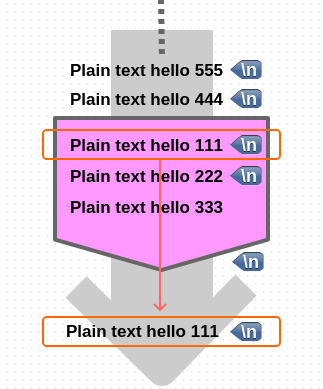 Plain text hello 555 \n
Plain text hello 444 \n
Plain text hello 111 \n
Plain text hello 222 \n
Plain text hello 333
\n
Plain text hello 111 \n